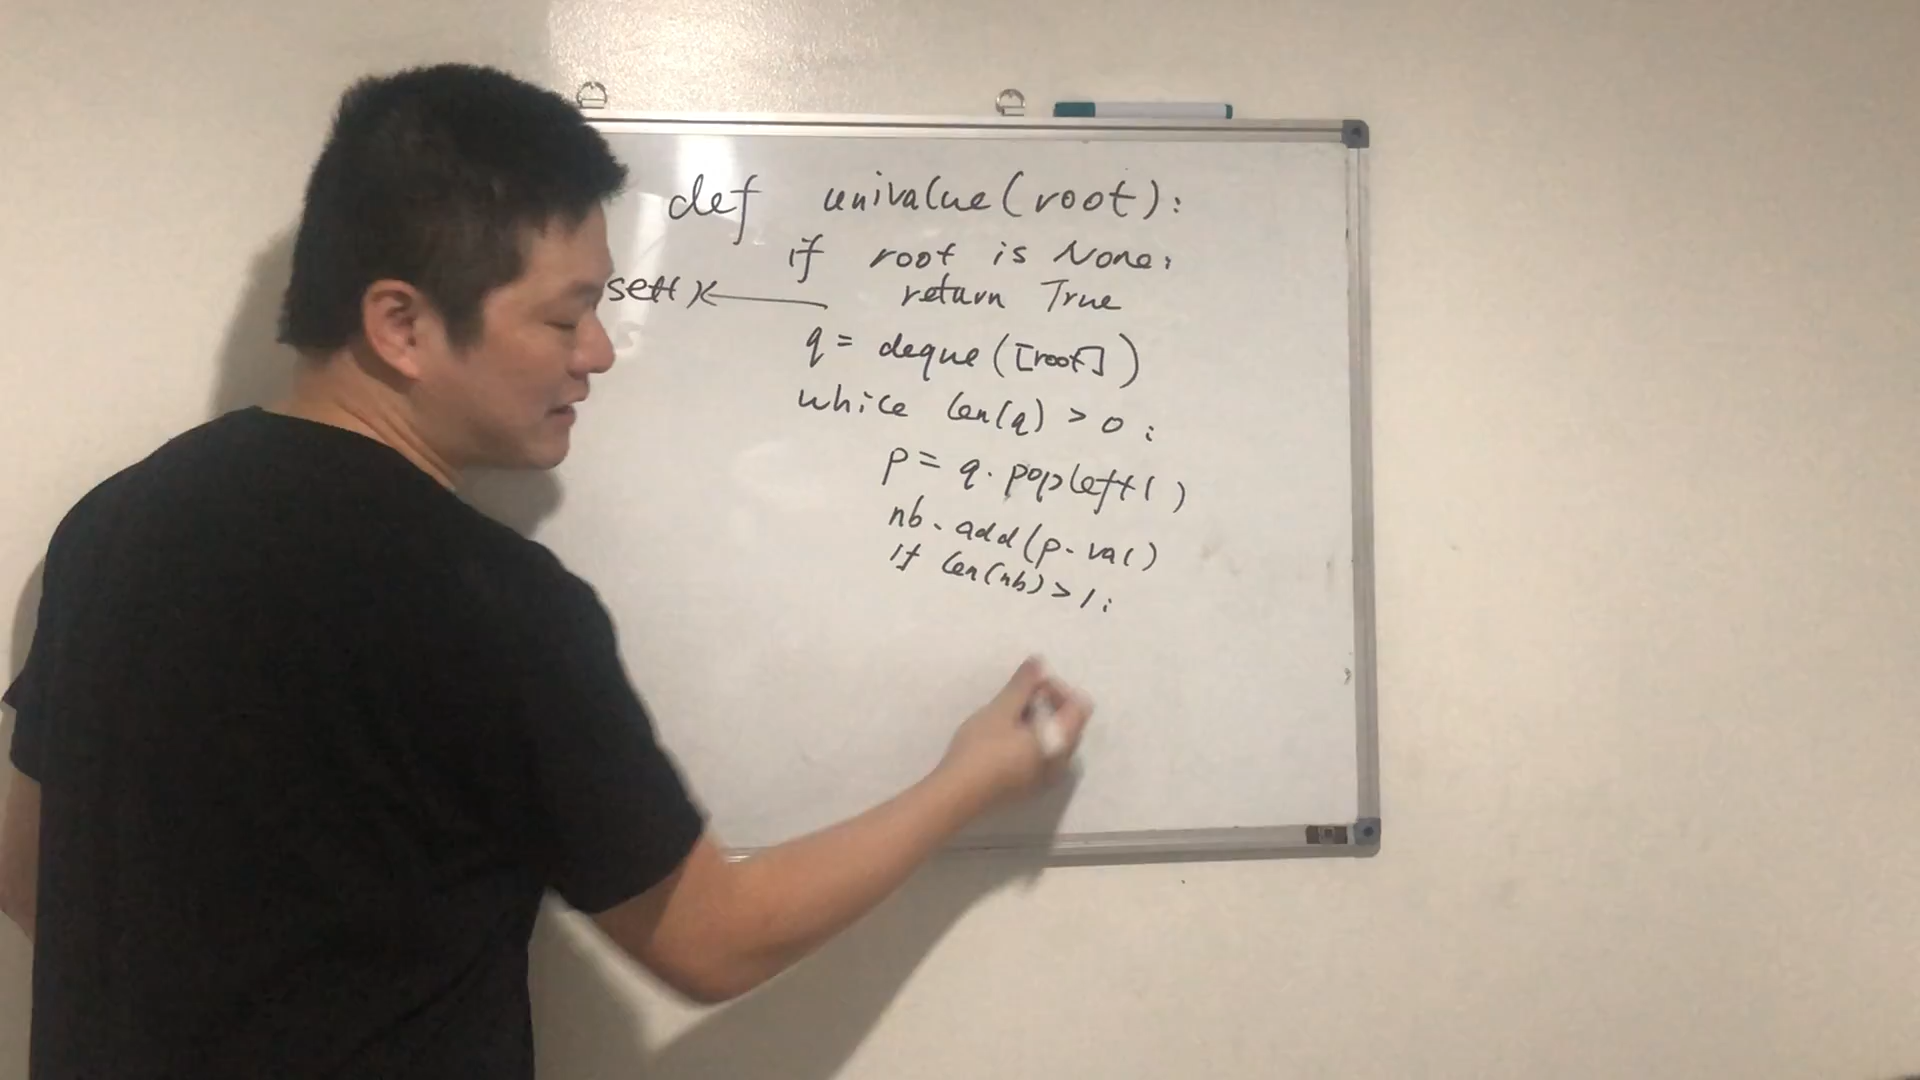 def univalue(root):
if root is None:
set()
return True
q = deque([root])
while len(q) > 0:
p = q.popleft()
nb.add(p.val)
if len(nb) > 1: